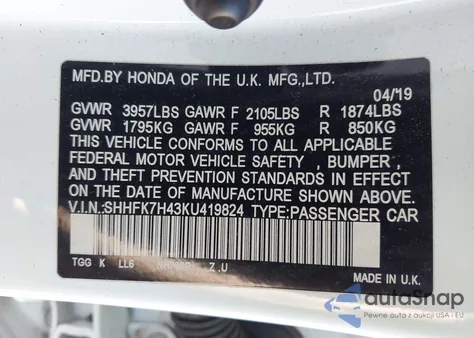 MFD.BY HONDA OF THE U.K. MFG.,LTD.
04/19
GVWR 3957LBS GAWR F 2105LBS R 1874LBS
GVWR 1795KG GAWR F 955KG R 850KG
THIS VEHICLE CONFORMS TO ALL APPLICABLE
FEDERAL MOTOR VEHICLE SAFETY , BUMPER ,
AND THEFT PREVENTION STANDARDS IN EFFECT
ON THE DATE OF MANUFACTURE SHOWN ABOVE.
V.I.N:SHHFK7H43KU419824 TYPE:PASSENGER CAR
TGG K LL6 Z.U
MADE IN U.K.
autaSnap
Pewne auta z aukcji USA i EU